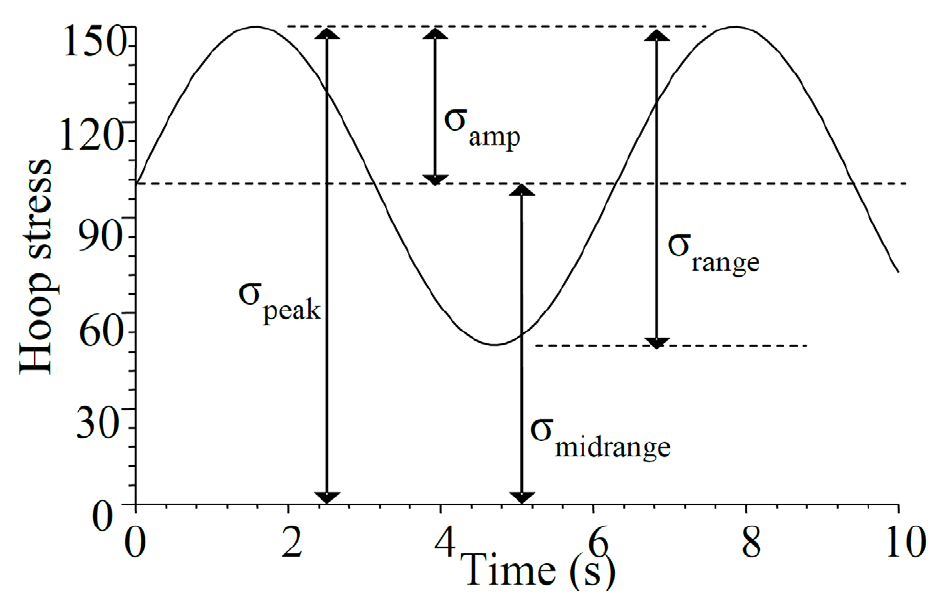 150
120
90
60
30
0
Hoop stress
σamp
σrange
σpeak
σmidrange
0 2 4 6 8 10
Time (s)